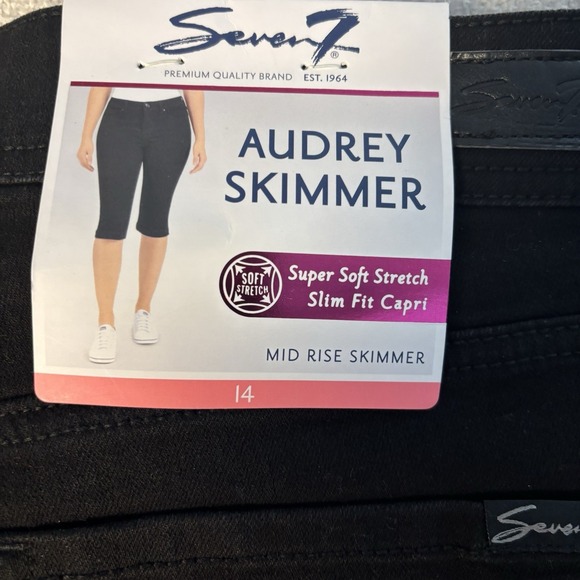 Seven7
®
PREMIUM QUALITY BRAND EST. 1964
AUDREY
SKIMMER
SOFT
STRETCH
Super Soft Stretch
Slim Fit Capri
MID RISE SKIMMER
14
Seven7
Seven